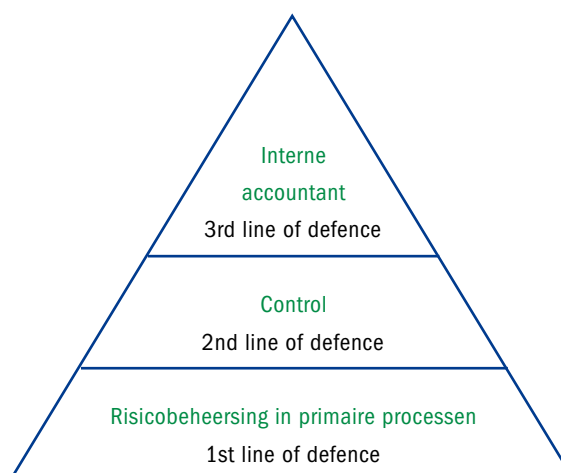 Interne
accountant
3rd line of defence
Control
2nd line of defence
Risicobeheersing in primaire processen
1st line of defence